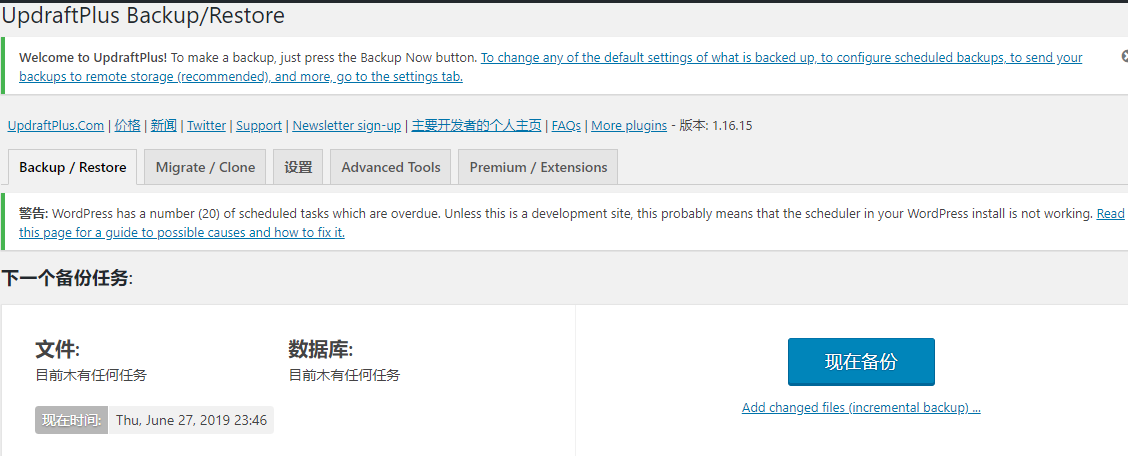 UpdraftPlus Backup/Restore
Welcome to UpdraftPlus! To make a backup, just press the Backup Now button. To change any of the default settings of what is backed up, to configure scheduled backups, to send your
backups to remote storage (recommended), and more, go to the settings tab.
UpdraftPlus.Com | 价格 | 新闻 | Twitter | Support | Newsletter sign-up | 主要开发者的个人主页 | FAQs | More plugins - 版本: 1.16.15
Backup / Restore Migrate / Clone 设置 Advanced Tools Premium / Extensions
警告: WordPress has a number (20) of scheduled tasks which are overdue. Unless this is a development site, this probably means that the scheduler in your WordPress install is not working. Read
this page for a guide to possible causes and how to fix it.
下一个备份任务:
文件: 数据库:
目前木有任何任务 目前木有任何任务
现在时间: Thu, June 27, 2019 23:46
现在备份
Add changed files (incremental backup) ...